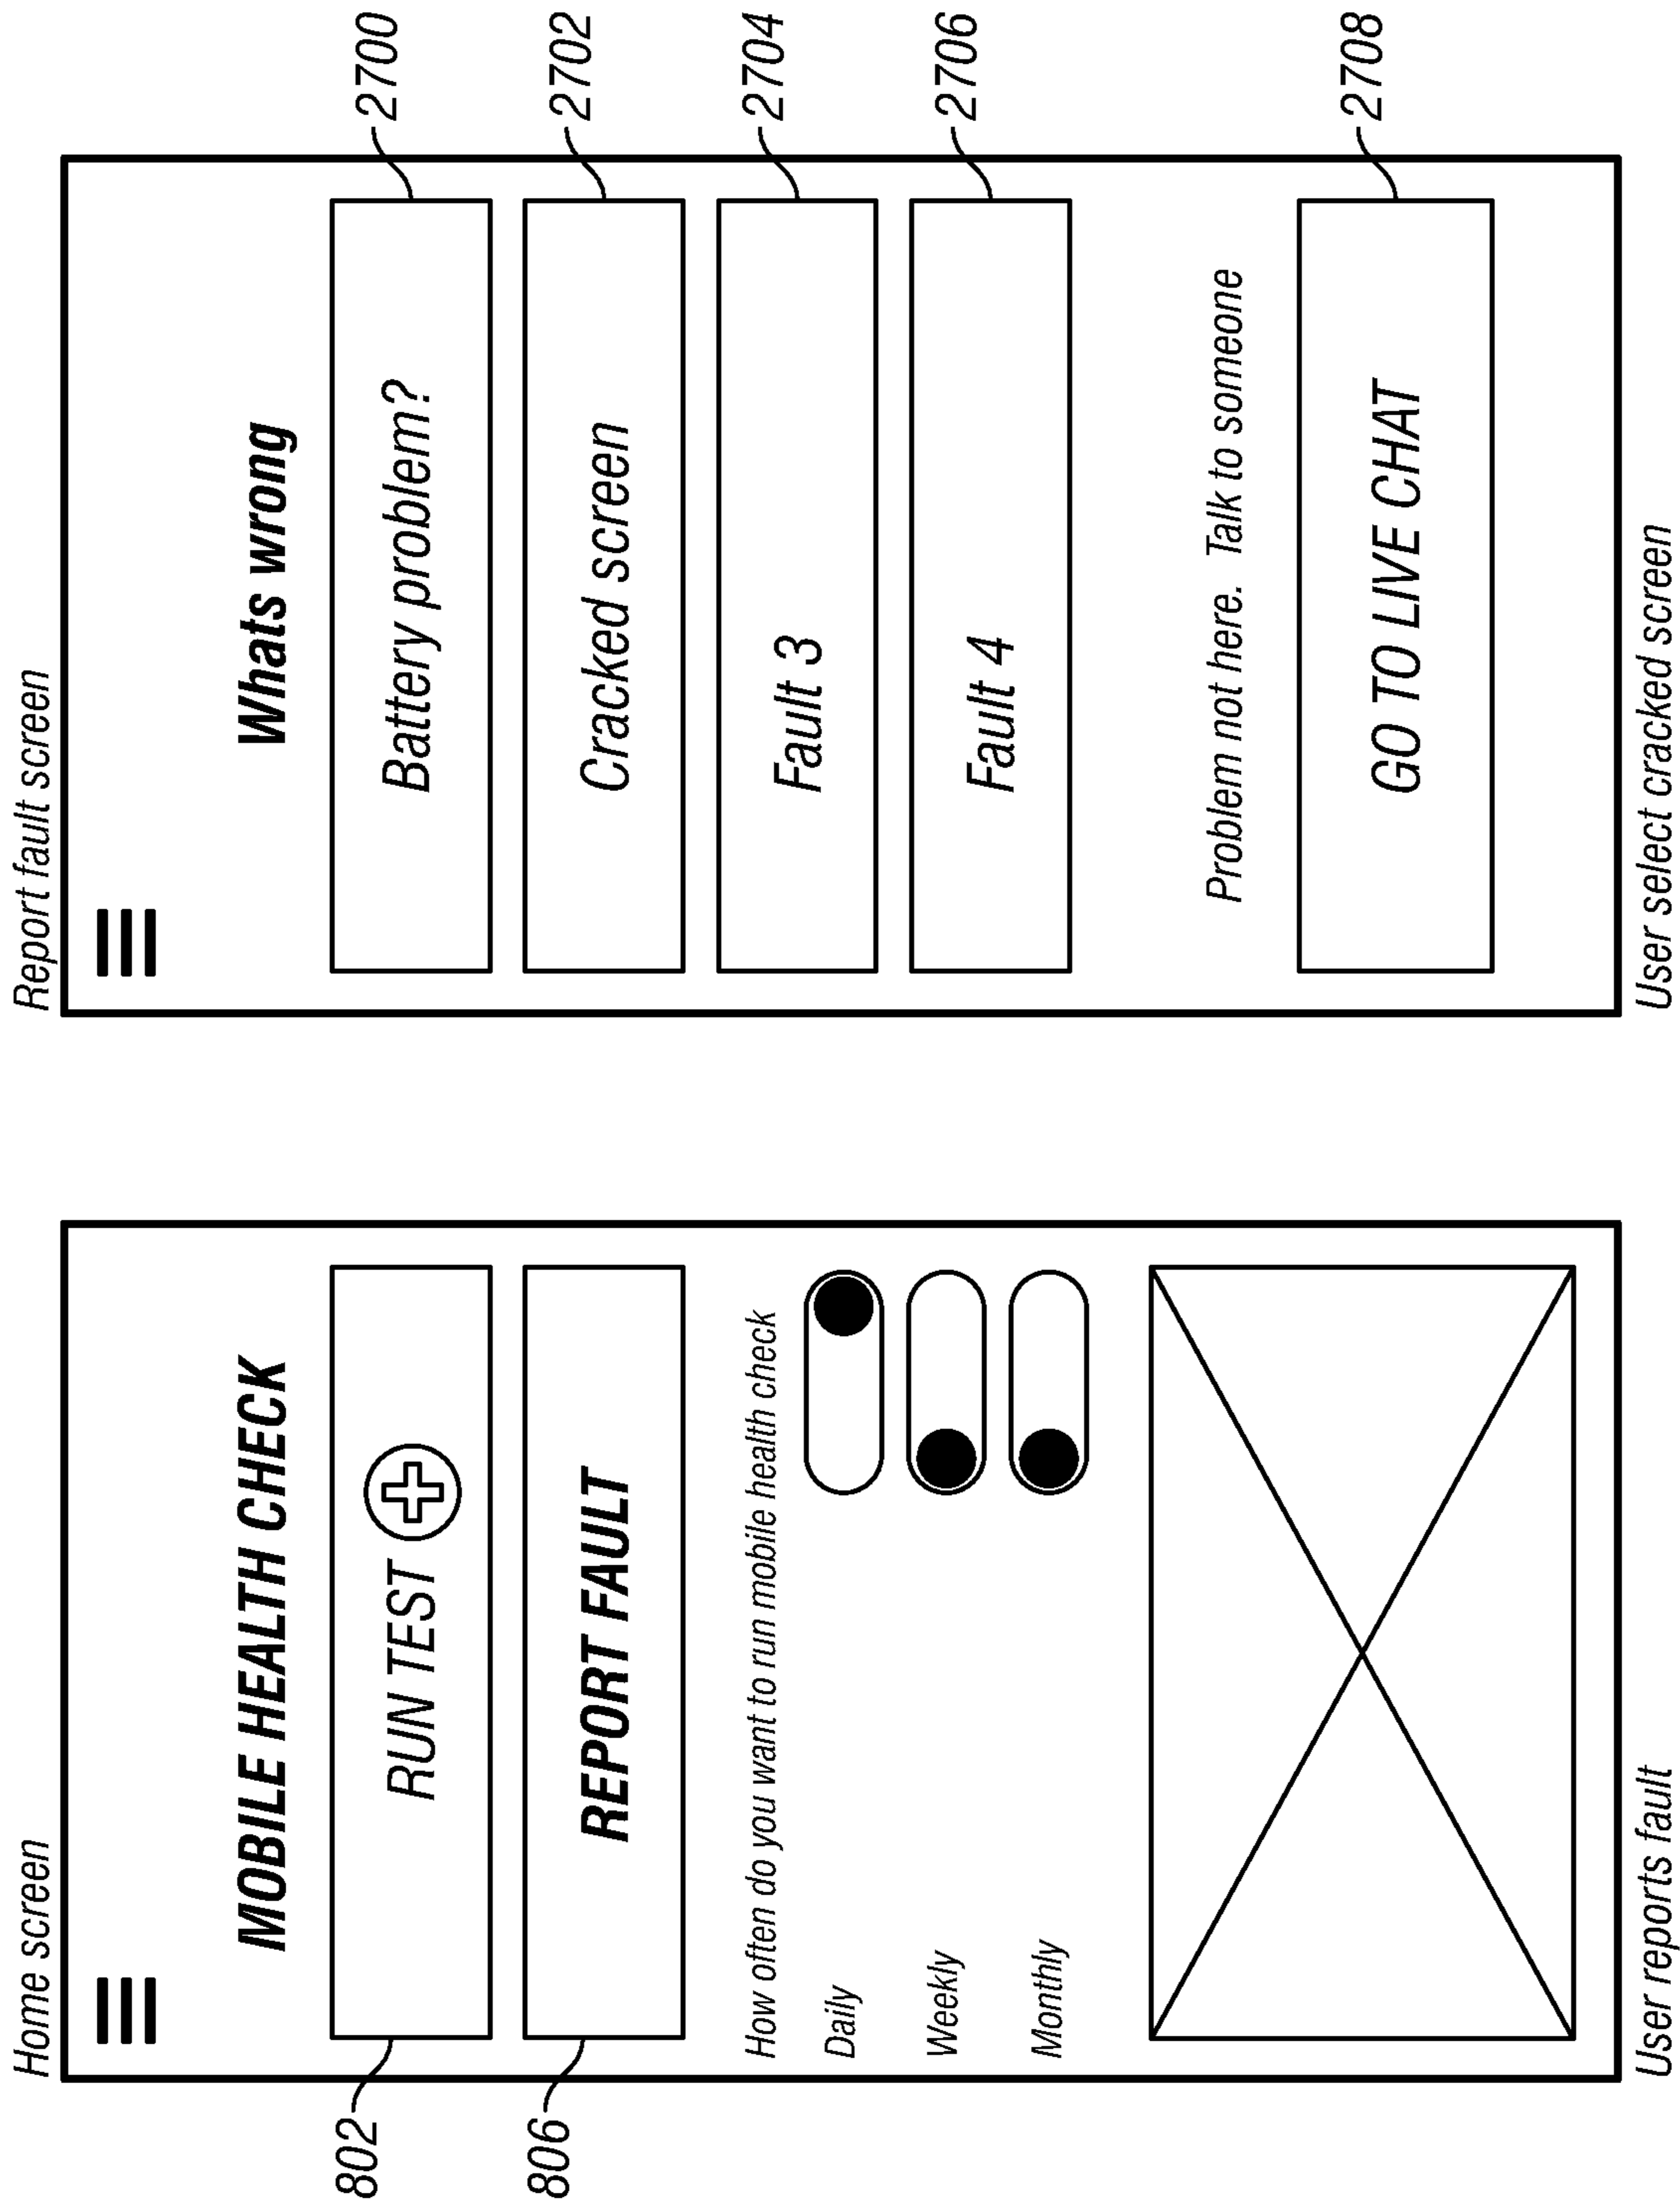 Home screen
MOBILE HEALTH CHECK
802
RUN TEST
806
REPORT FAULT
How often do you want to run mobile health check
Daily
Weekly
Monthly
User reports fault
Report fault screen
Whats wrong
Battery problem?
2700
Cracked screen
2702
Fault 3
2704
Fault 4
2706
Problem not here. Talk to someone
GO TO LIVE CHAT
2708
User select cracked screen